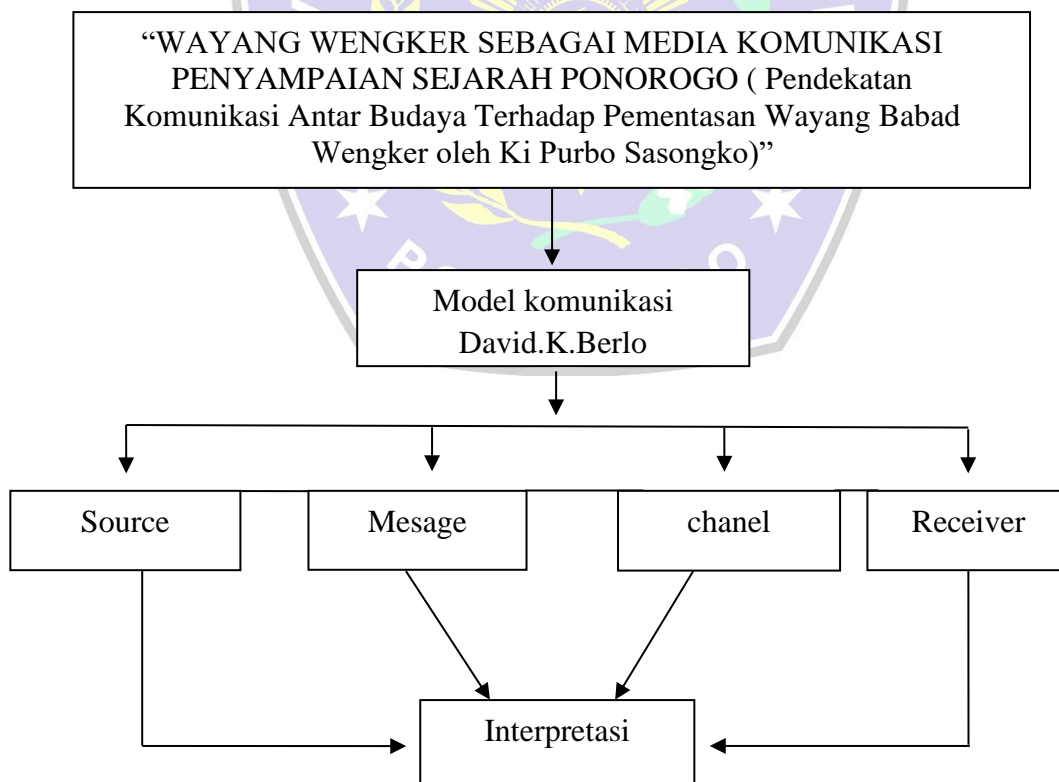 “WAYANG WENGKER SEBAGAI MEDIA KOMUNIKASI
PENYAMPAIAN SEJARAH PONOROGO ( Pendekatan
Komunikasi Antar Budaya Terhadap Pementasan Wayang Babad
Wengker oleh Ki Purbo Sasongko)”
Model komunikasi
David.K.Berlo
Source
Mesage
chanel
Receiver
Interpretasi